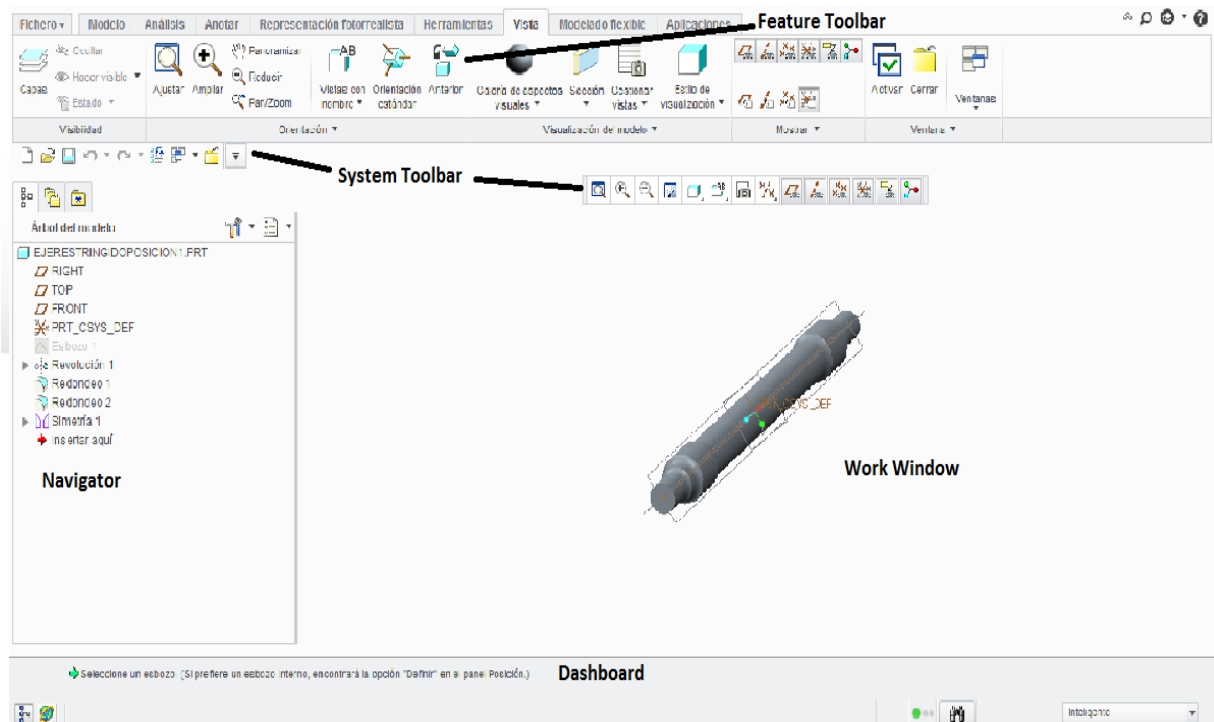 Fichero Modelo Análisis Anotar Representación fotorrealista Herramientas Vista Modelado flexible Aplicaciones
Feature Toolbar
Ocultar
Hacer visible
Estado
Capas
Ajustar
Ampliar
Panoramizar
Reducir
Pan/Zoom
Vistas con nombre
Orientación estándar
Anterior
Galería de aspectos visuales
Sección
Gestionar vistas
Estilo de visualización
Activar
Cerrar
Ventanas
Visibilidad
Orientación
Visualización del modelo
Mostrar
Ventana
System Toolbar
Árbol del modelo
EJERESTRINGIDOPOSICION1.PRT
RIGHT
TOP
FRONT
PRT_CSYS_DEF
Esbozo 1
Revolución 1
Redondeo 1
Redondeo 2
Simetría 1
Insertar aquí
Navigator
Work Window
Seleccione un esbozo. (Si prefiere un esbozo interno, encontrará la opción "Definir" en el panel Posición.)
Dashboard
Inteligente